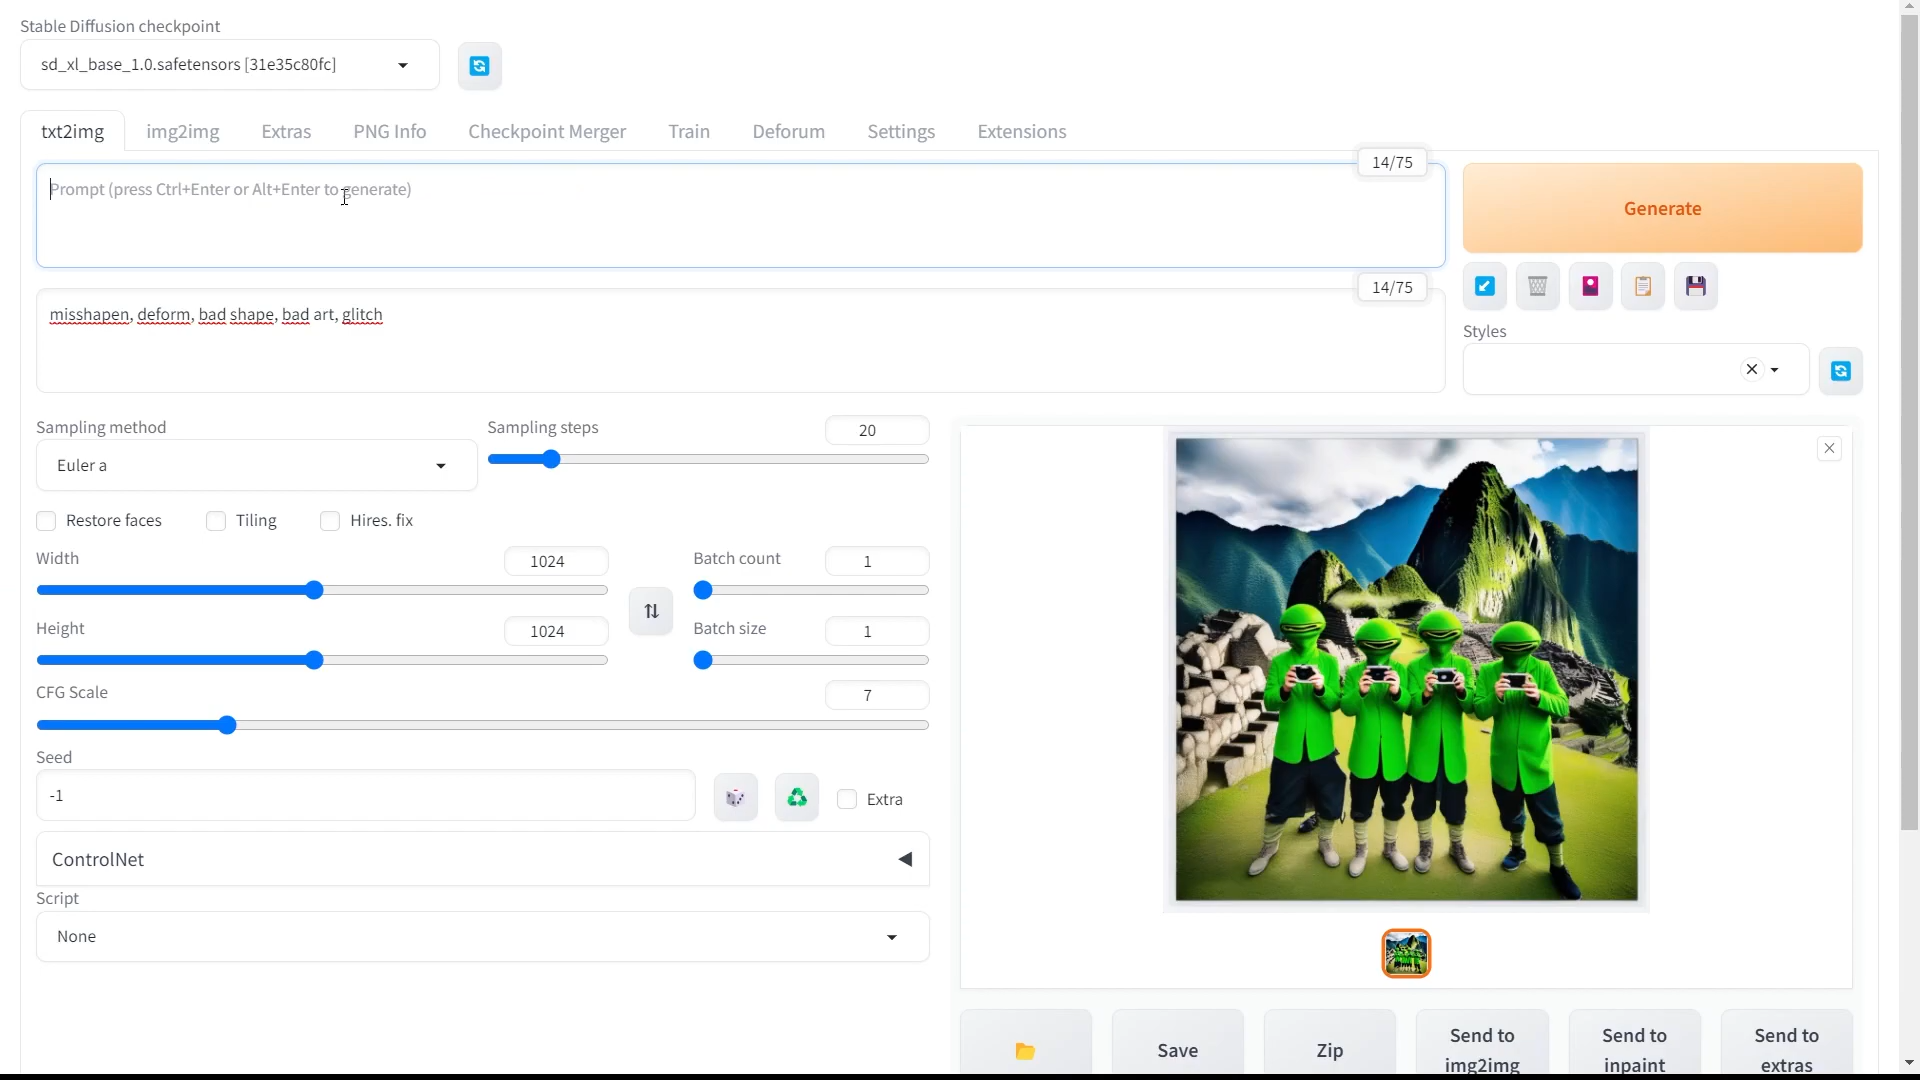 Stable Diffusion checkpoint
sd_xl_base_1.0.safetensors [31e35c80fc]
txt2img img2img Extras PNG Info Checkpoint Merger Train Deforum Settings Extensions
14/75
Prompt (press Ctrl+Enter or Alt+Enter to generate)
Generate
14/75
misshapen, deform, bad shape, bad art, glitch
Styles
Sampling method
Euler a
Sampling steps
20
Restore faces Tiling Hires. fix
Width
1024
Batch count
1
Height
1024
Batch size
1
CFG Scale
7
Seed
-1
Extra
ControlNet
Script
None
Save
Zip
Send to
img2img
Send to
inpaint
Send to
extras